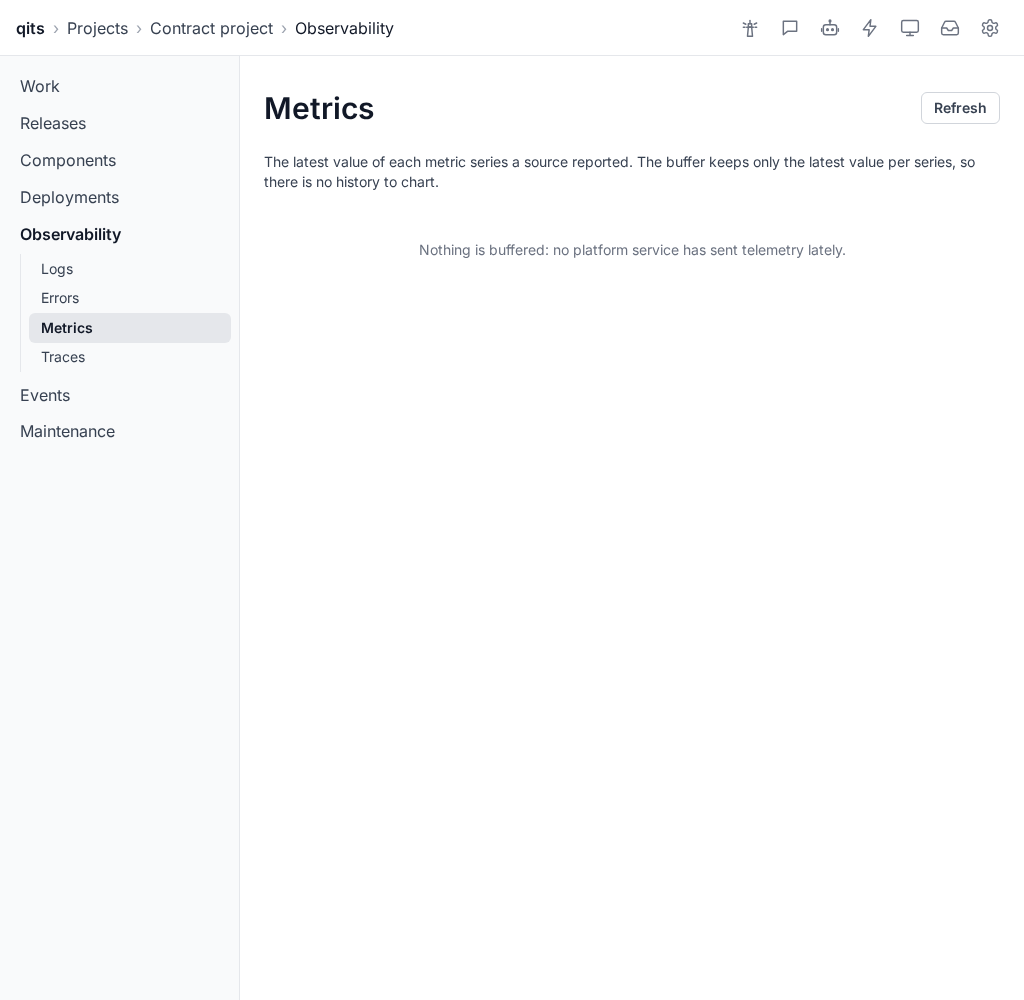 qits › Projects › Contract project › Observability
Work
Releases
Components
Deployments
Observability
Logs
Errors
Metrics
Traces
Events
Maintenance
Metrics
Refresh
The latest value of each metric series a source reported. The buffer keeps only the latest value per series, so
there is no history to chart.
Nothing is buffered: no platform service has sent telemetry lately.